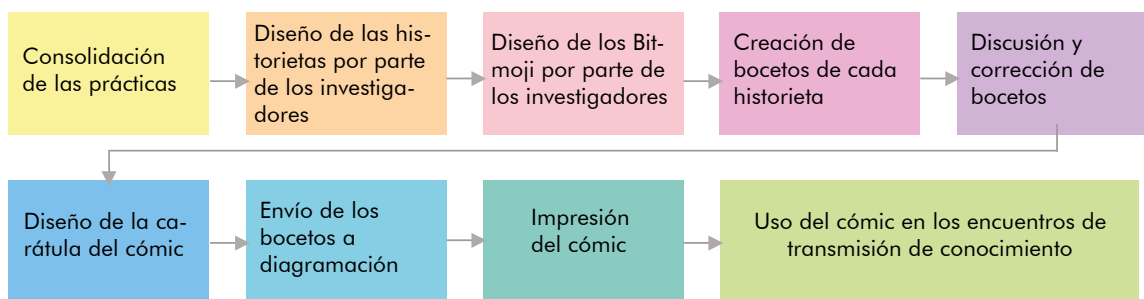 Consolidación
de las prácticas
Diseño de las his-
torietas por parte
de los investiga-
dores
Diseño de los Bit-
moji por parte de
los investigadores
Creación de
bocetos de cada
historieta
Discusión y
corrección de
bocetos
Diseño de la ca-
rátula del cómic
Envío de los
bocetos a
diagramación
Impresión
del cómic
Uso del cómic en los encuentros de
transmisión de conocimiento